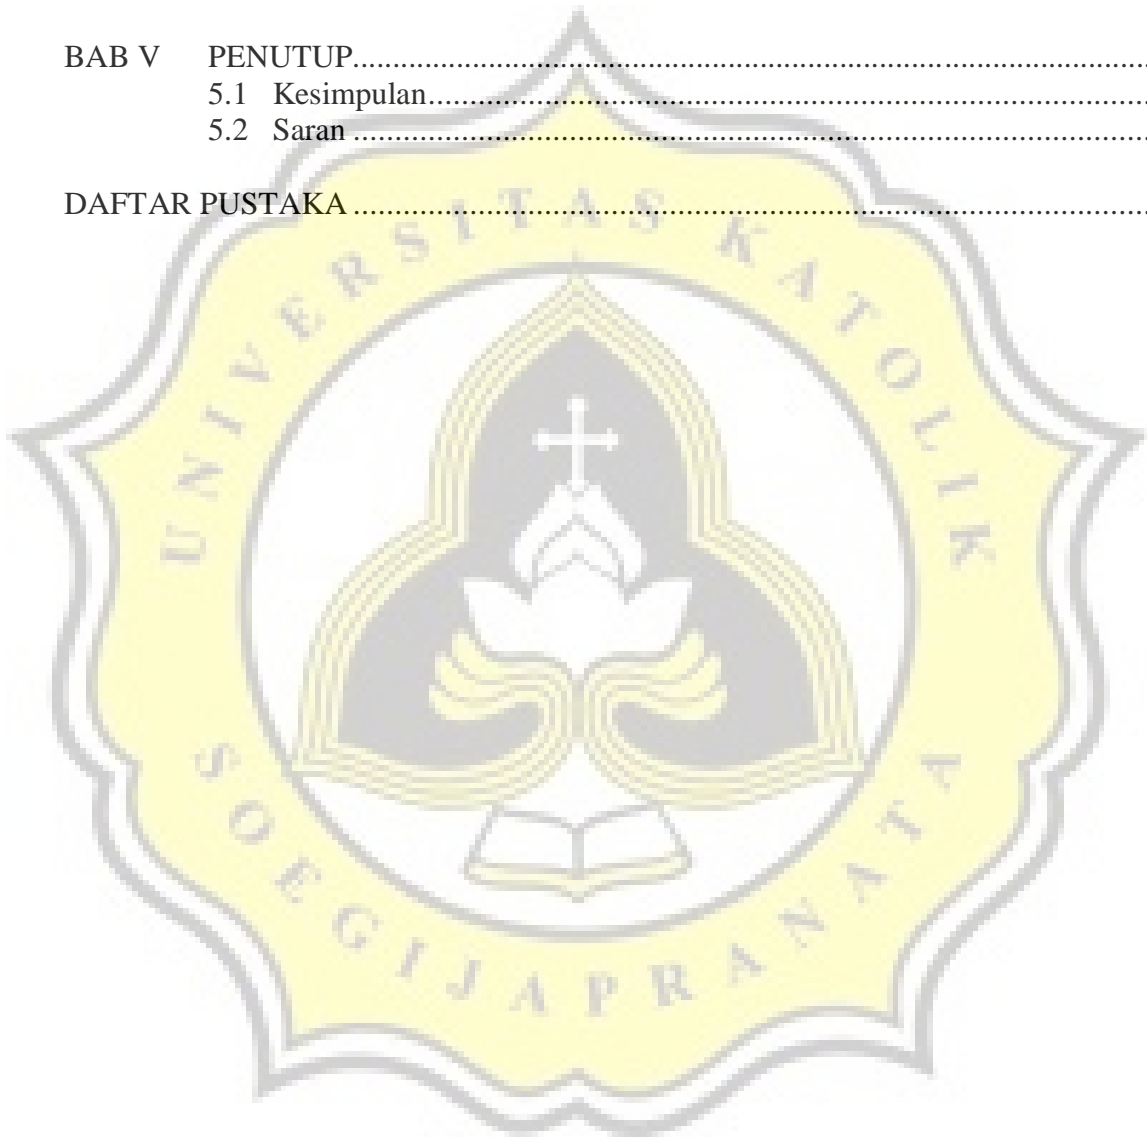 BAB V PENUTUP..........
5.1 Kesimpulan..........
5.2 Saran..........
DAFTAR PUSTAKA..........
UNIVERSITAS KATOLIK
SOEGIJAPRANATA